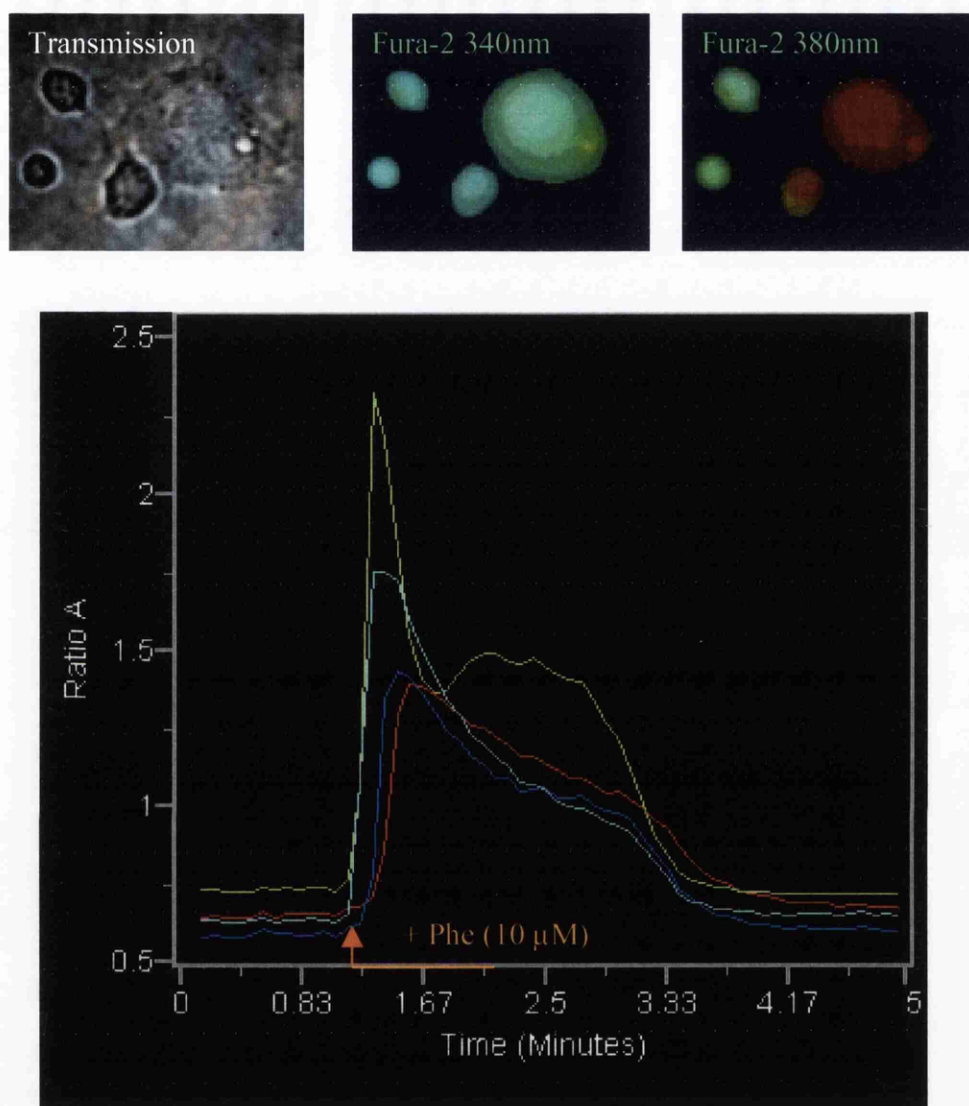 Transmission
Fura-2 340nm
Fura-2 380nm
2.5
2
1.5
1
0.5
Ratio A
+ Phe (10 µM)
0
0.83
1.67
2.5
3.33
4.17
5
Time (Minutes)